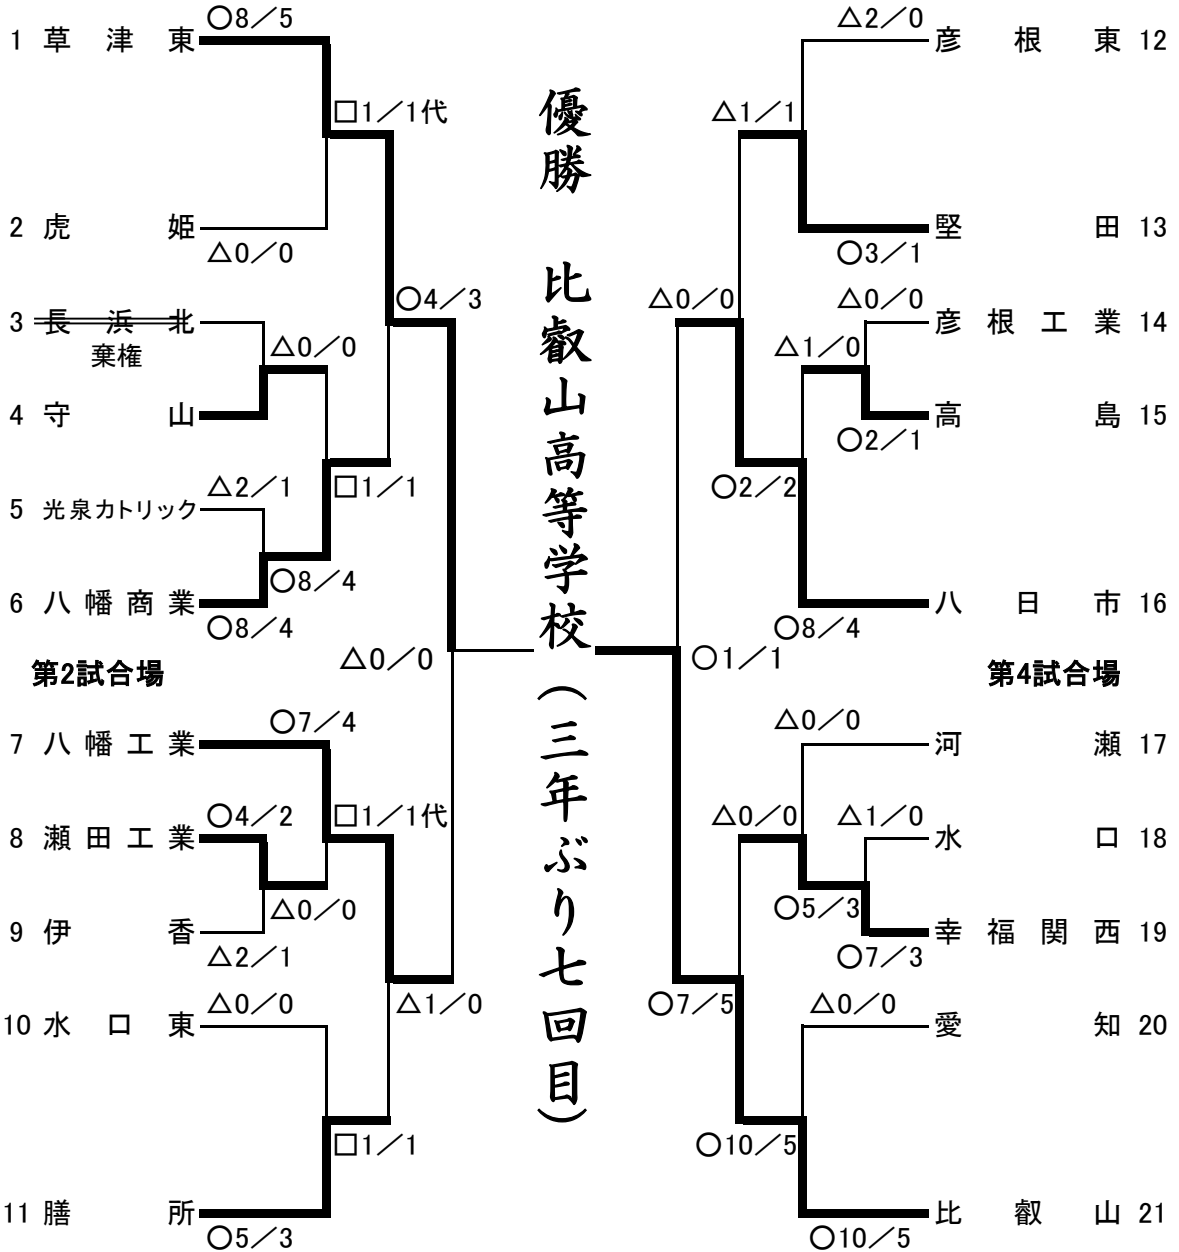 ○8／5
1 草津東
□1／1代
2 虎姫
△0／0
○4／3
3 長浜北
棄権
△0／0
4 守山
△2／1
□1／1
5 光泉カトリック
○8／4
6 八幡商業
○8／4
△0／0
第2試合場
○7／4
7 八幡工業
○4／2
□1／1代
8 瀬田工業
△0／0
9 伊香
△2／1
△0／0
△1／0
10 水口東
□1／1
11 膳所
○5／3
優勝　比叡山高等学校（三年ぶり七回目）
△2／0
彦根東 12
△1／1
堅田 13
○3／1
△0／0
△0／0
彦根工業 14
△1／0
高島 15
○2／1
○2／2
八日市 16
○8／4
○1／1
第4試合場
△0／0
河瀬 17
△0／0
△1／0
水口 18
○5／3
幸福関西 19
○7／3
○7／5
△0／0
愛知 20
○10／5
比叡山 21
○10／5